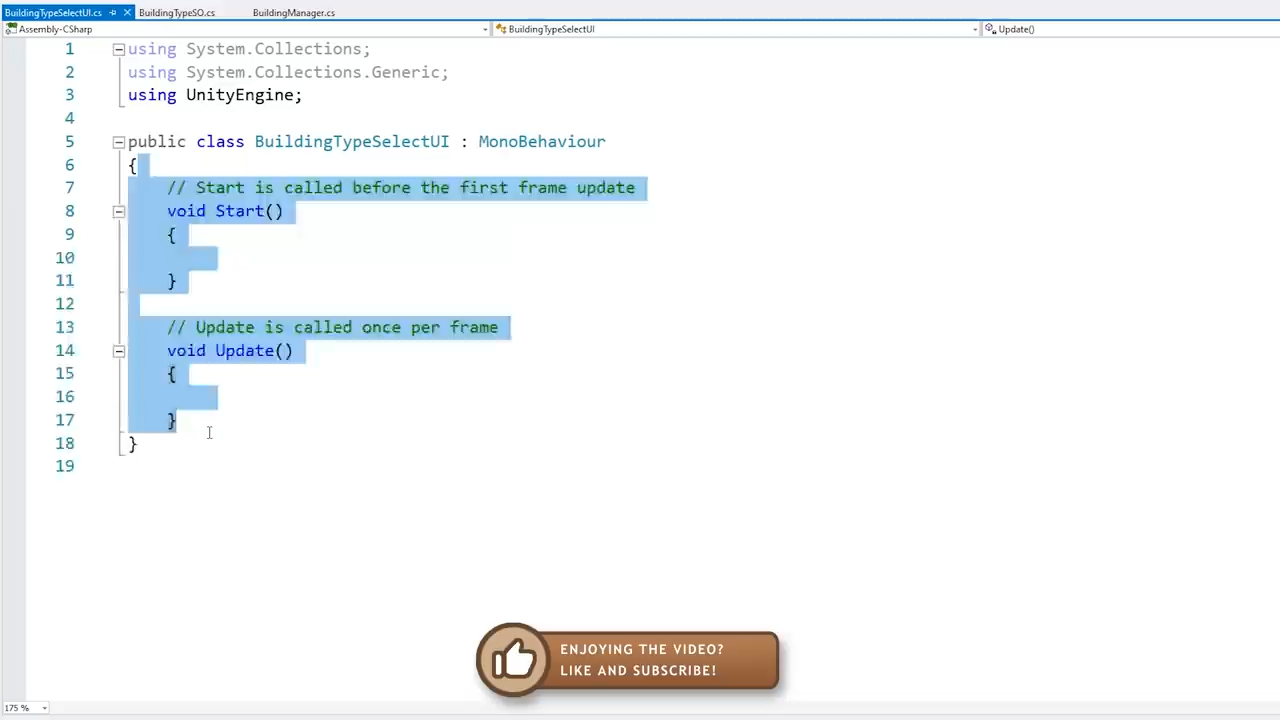 BuildingTypeSelectUI.cs BuildingTypeSO.cs BuildingManager.cs
Assembly-CSharp BuildingTypeSelectUI Update()
1 using System.Collections;
2 using System.Collections.Generic;
3 using UnityEngine;
4
5 public class BuildingTypeSelectUI : MonoBehaviour
6 {
7 // Start is called before the first frame update
8 void Start()
9 {
10
11 }
12
13 // Update is called once per frame
14 void Update()
15 {
16
17 }
18 }
19
ENJOYING THE VIDEO?
LIKE AND SUBSCRIBE!
175 %